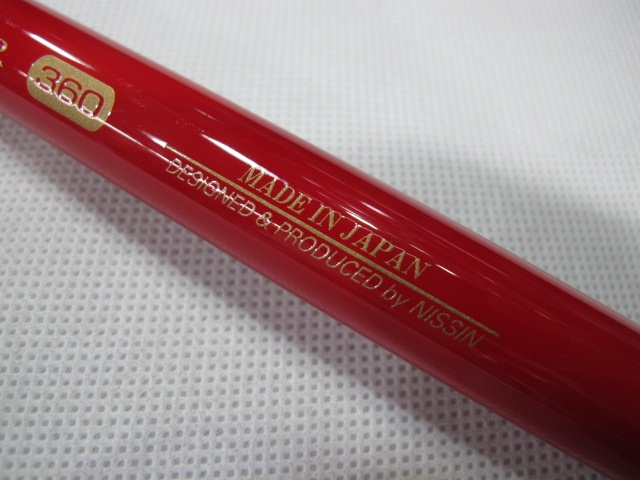 360
MADE IN JAPAN
DESIGNED & PRODUCED by NISSIN